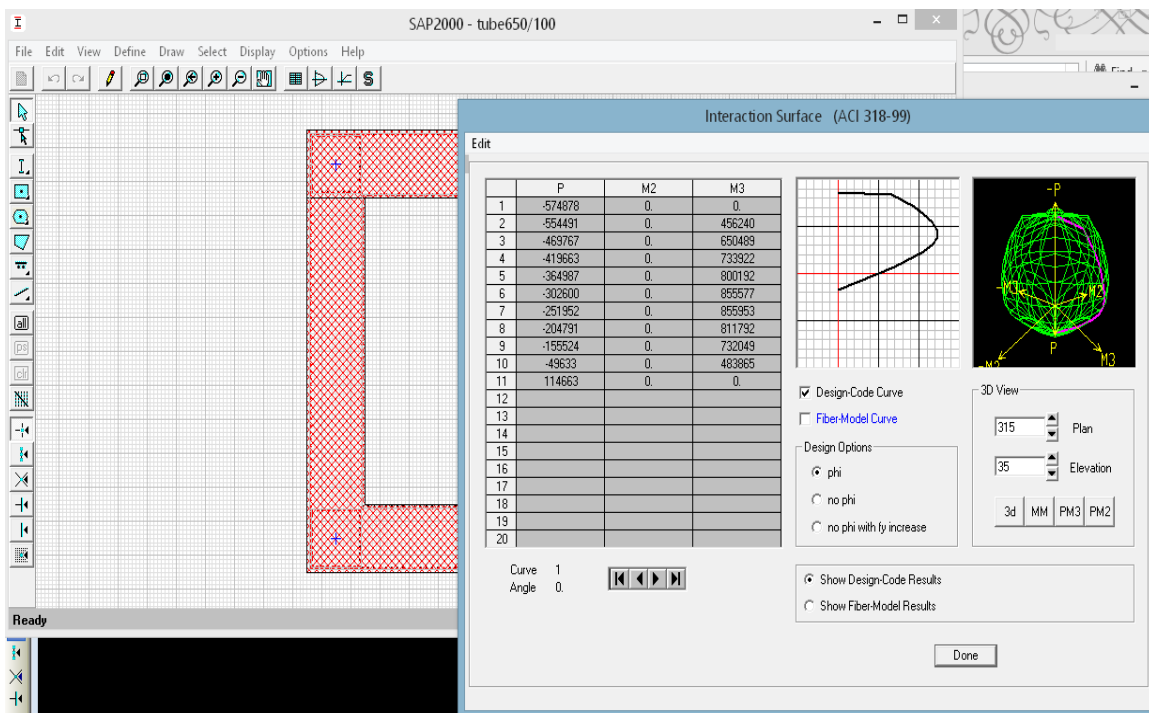 SAP2000 - tube650/100
File Edit View Define Draw Select Display Options Help
S
all
ps
clr
Ready
Interaction Surface (ACI 318-99)
Edit
P M2 M3
1 -574878 0. 0.
2 -554491 0. 456240
3 -469767 0. 650489
4 -419663 0. 733922
5 -364987 0. 800192
6 -302600 0. 855577
7 -251952 0. 855953
8 -204791 0. 811792
9 -155524 0. 732049
10 -49633 0. 483865
11 114663 0. 0.
12
13
14
15
16
17
18
19
20
Curve 1
Angle 0.
-P
-M3
M2
P
-M2
M3
Design-Code Curve
Fiber-Model Curve
Design Options
phi
no phi
no phi with fy increase
3D View
315 Plan
35 Elevation
3d MM PM3 PM2
Show Design-Code Results
Show Fiber-Model Results
Done